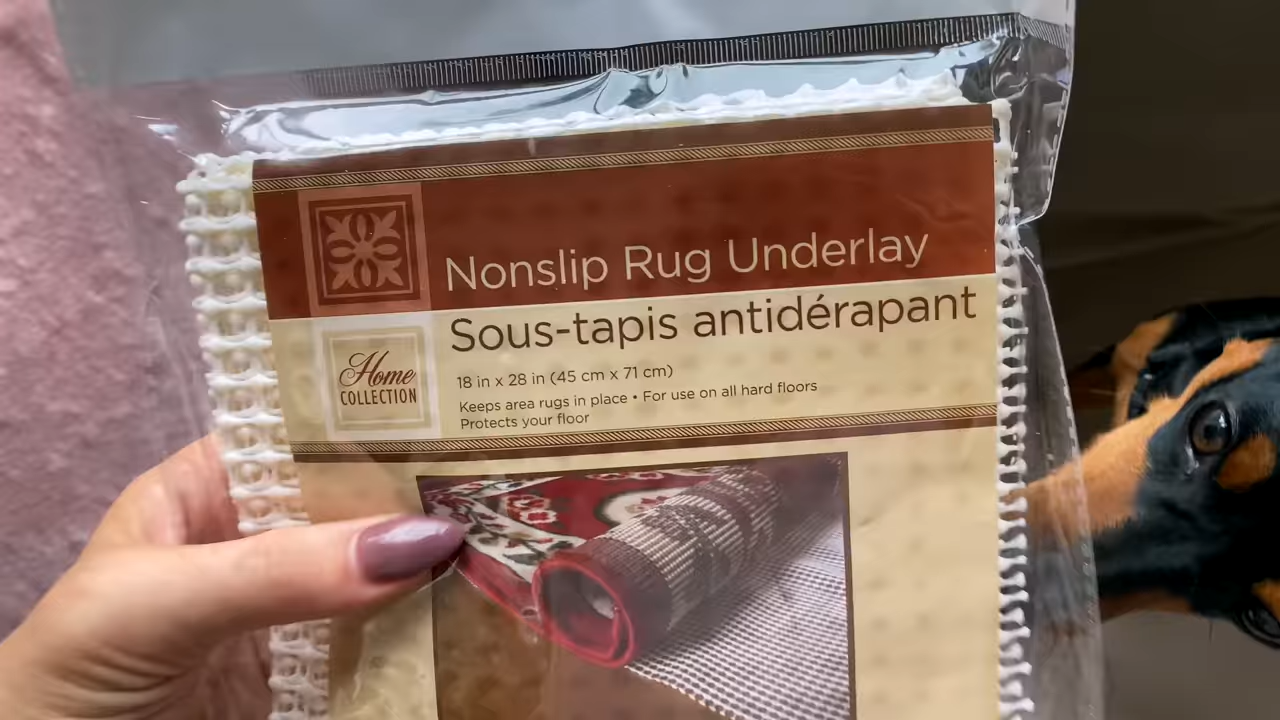 Nonslip Rug Underlay
Sous-tapis antidérapant
Home
COLLECTION
18 in x 28 in (45 cm x 71 cm)
Keeps area rugs in place • For use on all hard floors
Protects your floor